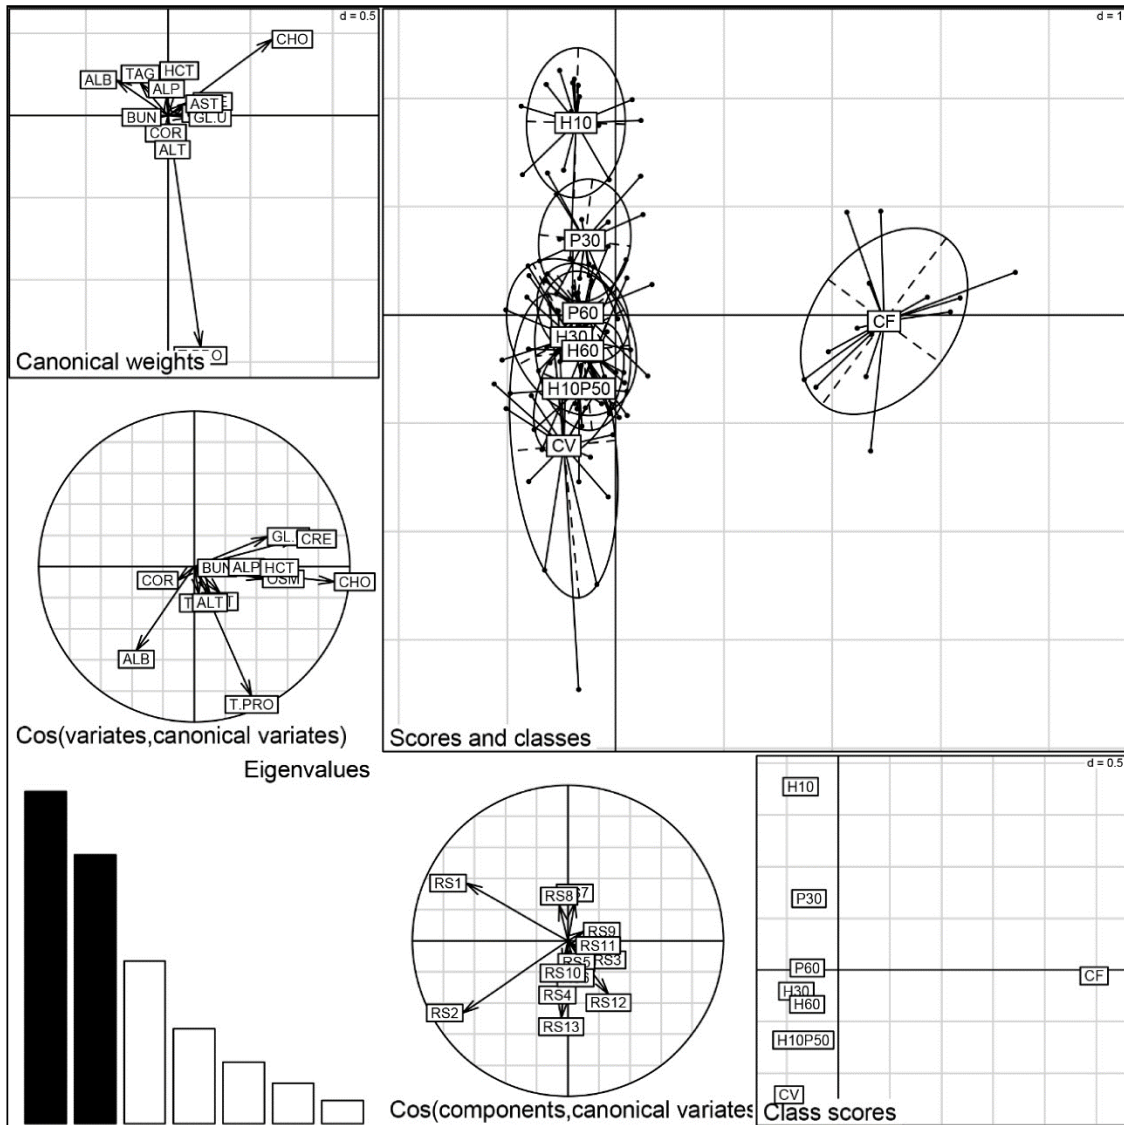 d = 0.5
CHO
HCT
TAG
ALB
ALP
AST
BUN
GL.U
COR
ALT
Canonical weights
d = 1
H10
P30
P60
H30
H60
H10P50
CV
CF
Scores and classes
CRE
BUN
ALP
HCT
OSM
CHO
COR
ALT
ALB
T.PRO
Cos(variates,canonical variates)
Eigenvalues
RS1
RS8
RS9
RS11
RS5
RS3
RS10
RS4
RS12
RS2
RS13
Cos(components,canonical variates
d = 0.5
H10
P30
P60
CF
H30
H60
H10P50
CV
Class scores